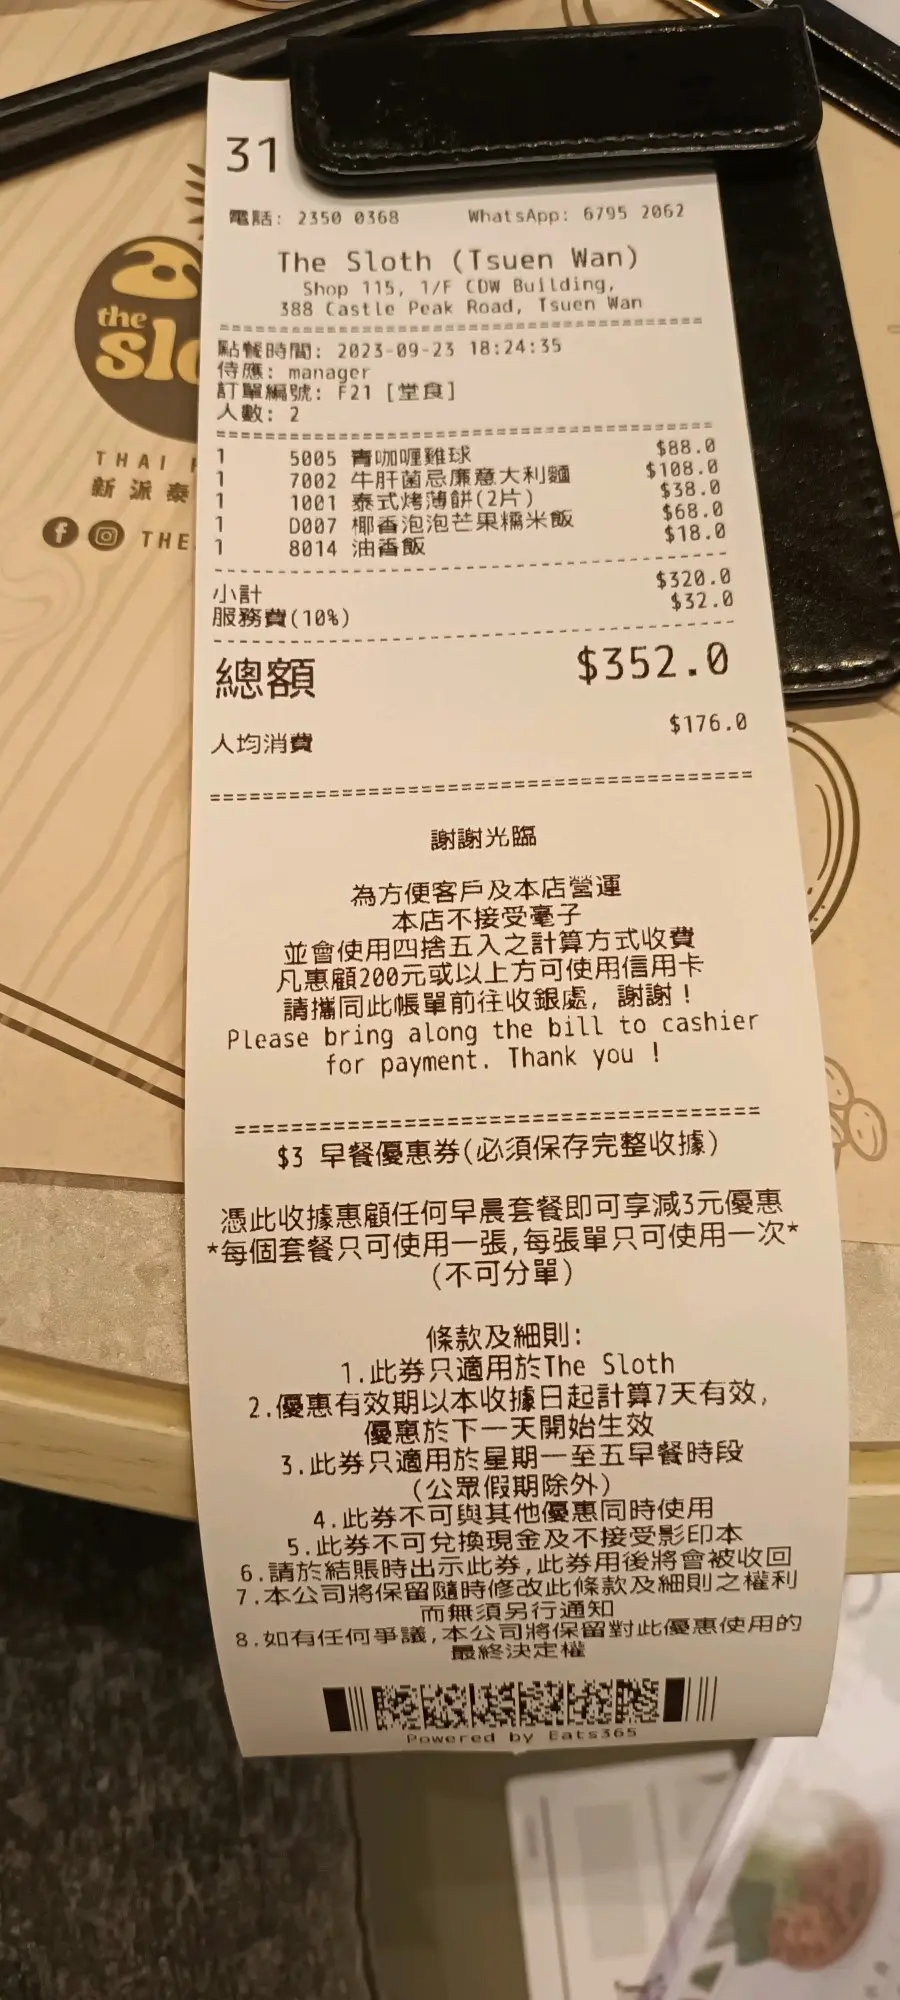 31
電話: 2350 0368 WhatsApp: 6795 2062
The Sloth (Tsuen Wan)
Shop 115, 1/F CDW Building,
388 Castle Peak Road, Tsuen Wan
點餐時間: 2023-09-23 18:24:35
侍應: manager
訂單編號: F21 [堂食]
人數: 2
1 5005 青咖喱雞球 $88.0
1 7002 牛肝菌忌廉意大利麵 $108.0
1 1001 泰式烤薄餅(2片) $38.0
1 D007 椰香泡泡芒果糯米飯 $68.0
1 8014 油香飯 $18.0
小計 $320.0
服務費(10%) $32.0
總額 $352.0
人均消費 $176.0
謝謝光臨
為方便客戶及本店營運
本店不接受毫子
並會使用四捨五入之計算方式收費
凡惠顧200元或以上方可使用信用卡
請攜同此帳單前往收銀處, 謝謝!
Please bring along the bill to cashier
for payment. Thank you !
$3 早餐優惠券(必須保存完整收據)
憑此收據惠顧任何早晨套餐即可享減3元優惠
*每個套餐只可使用一張,每張單只可使用一次*
(不可分單)
條款及細則:
1.此券只適用於The Sloth
2.優惠有效期以本收據日起計算7天有效,
優惠於下一天開始生效
3.此券只適用於星期一至五早餐時段
(公眾假期除外)
4.此券不可與其他優惠同時使用
5.此券不可兌換現金及不接受影印本
6.請於結賬時出示此券,此券用後將會被收回
7.本公司將保留隨時修改此條款及細則之權利
而無須另行通知
8.如有任何爭議,本公司將保留對此優惠使用的
最終決定權
Powered by Eats365
the
slo
THAI
新派泰
THE